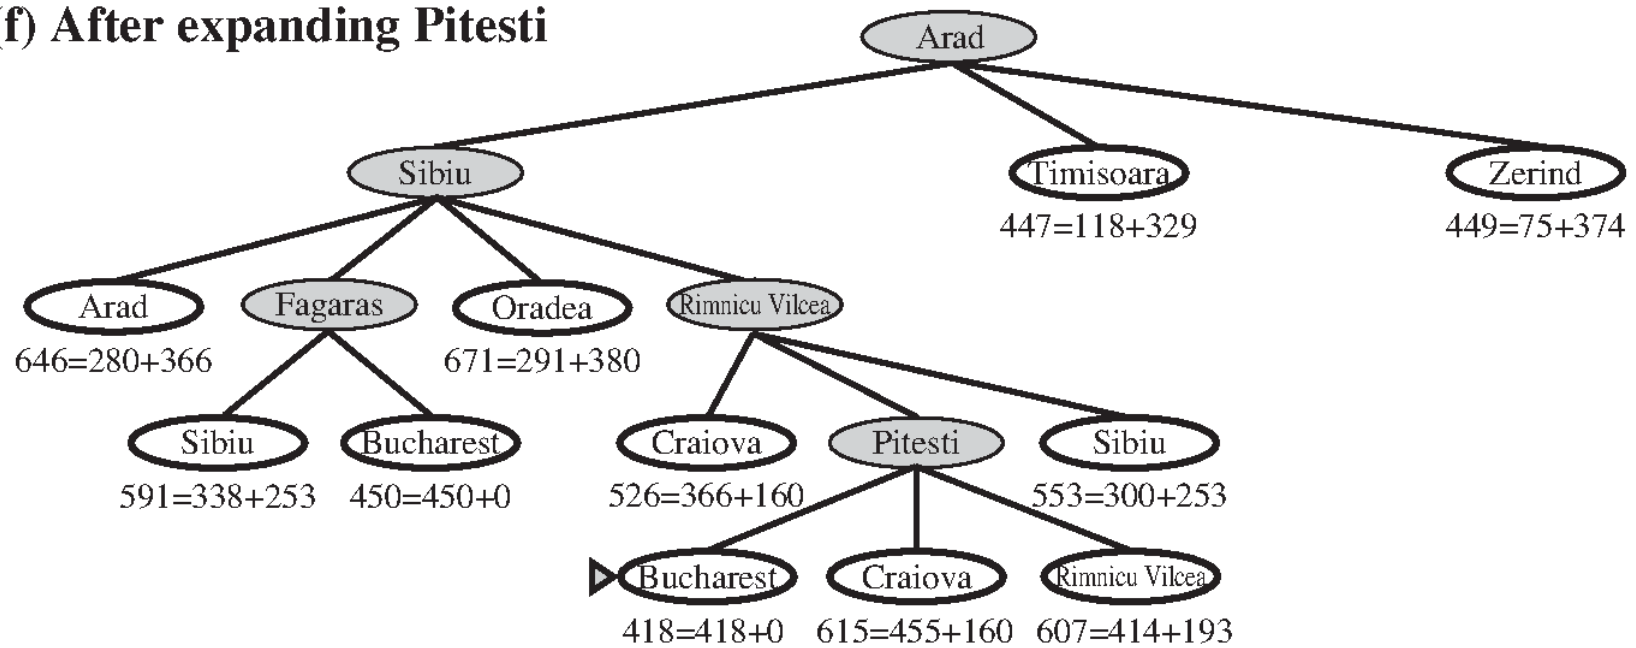 (f) After expanding Pitesti
Arad
Sibiu
Timisoara
Zerind
447=118+329
449=75+374
Arad
Fagaras
Oradea
Rimnicu Vilcea
646=280+366
671=291+380
Sibiu
Bucharest
Craiova
Pitesti
Sibiu
591=338+253
450=450+0
526=366+160
553=300+253
Bucharest
Craiova
Rimnicu Vilcea
418=418+0
615=455+160
607=414+193